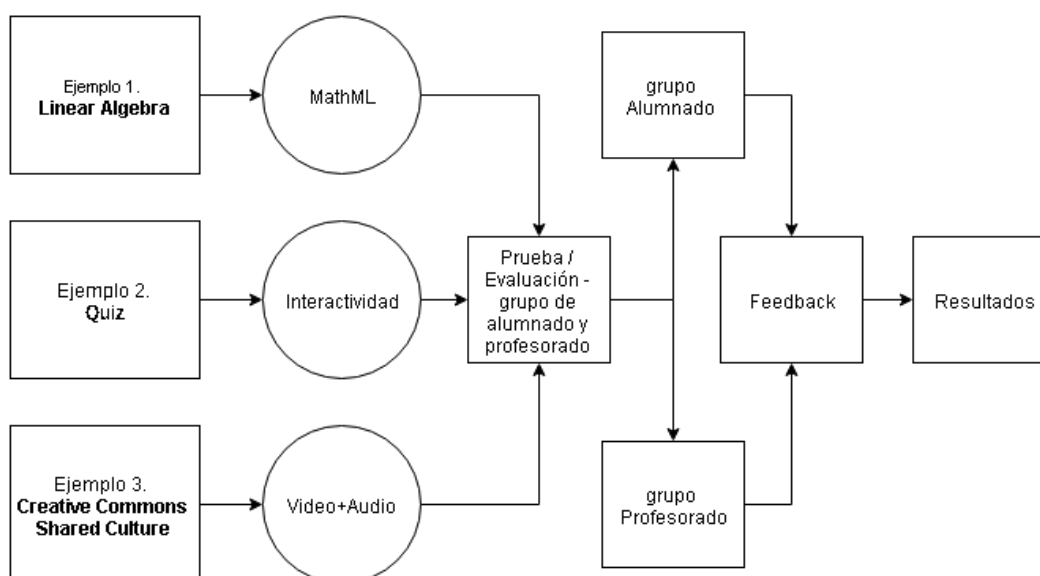 Ejemplo 1.
Linear Algebra
MathML
grupo
Alumnado
Ejemplo 2.
Quiz
Interactividad
Prueba /
Evaluación -
grupo de
alumnado y
profesorado
Feedback
Resultados
Ejemplo 3.
Creative Commons
Shared Culture
Video+Audio
grupo
Profesorado